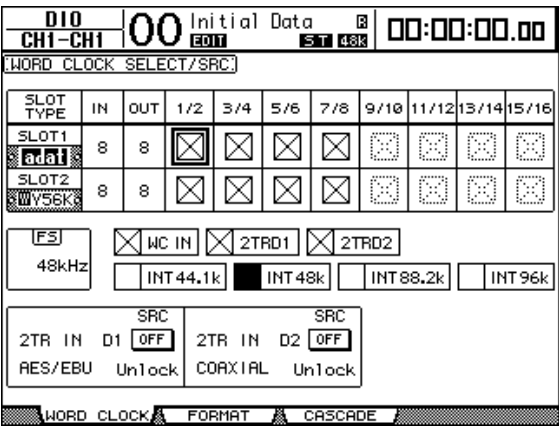 DIO
CH1-CH1
00 Initial Data R
EDIT ST 48k
00:00:00.00
WORD CLOCK SELECT/SRC
SLOT TYPE IN OUT 1/2 3/4 5/6 7/8 9/10 11/12 13/14 15/16
SLOT1 8 8
adat
SLOT2 8 8
WY56K
FS
48kHz
WC IN 2TRD1 2TRD2
INT44.1k INT48k INT88.2k INT96k
SRC SRC
2TR IN D1 OFF 2TR IN D2 OFF
AES/EBU Unlock COAXIAL Unlock
WORD CLOCK FORMAT CASCADE